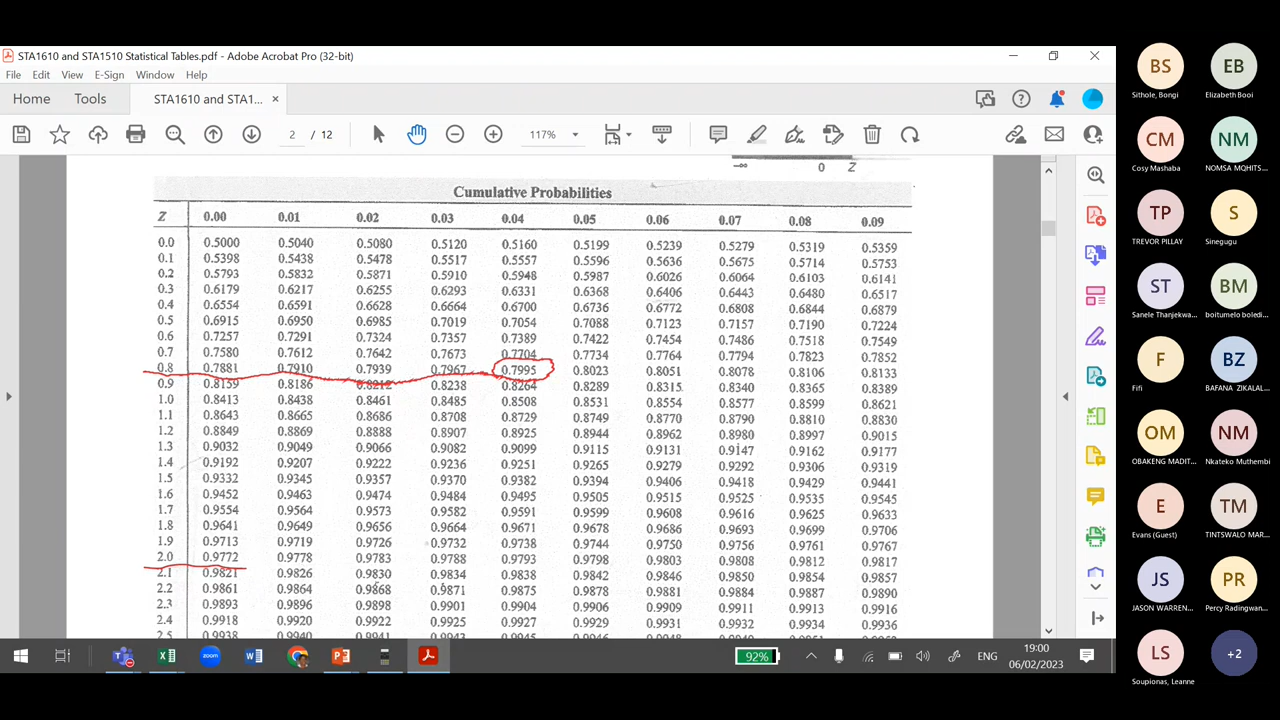 STA1610 and STA1510 Statistical Tables.pdf - Adobe Acrobat Pro (32-bit)
File Edit View E-Sign Window Help
Home Tools STA1610 and STA1... ×
2 / 12 117%
-∞ 0 Z
Cumulative Probabilities
Z 0.00 0.01 0.02 0.03 0.04 0.05 0.06 0.07 0.08 0.09
0.0 0.5000 0.5040 0.5080 0.5120 0.5160 0.5199 0.5239 0.5279 0.5319 0.5359
0.1 0.5398 0.5438 0.5478 0.5517 0.5557 0.5596 0.5636 0.5675 0.5714 0.5753
0.2 0.5793 0.5832 0.5871 0.5910 0.5948 0.5987 0.6026 0.6064 0.6103 0.6141
0.3 0.6179 0.6217 0.6255 0.6293 0.6331 0.6368 0.6406 0.6443 0.6480 0.6517
0.4 0.6554 0.6591 0.6628 0.6664 0.6700 0.6736 0.6772 0.6808 0.6844 0.6879
0.5 0.6915 0.6950 0.6985 0.7019 0.7054 0.7088 0.7123 0.7157 0.7190 0.7224
0.6 0.7257 0.7291 0.7324 0.7357 0.7389 0.7422 0.7454 0.7486 0.7518 0.7549
0.7 0.7580 0.7612 0.7642 0.7673 0.7704 0.7734 0.7764 0.7794 0.7823 0.7852
0.8 0.7881 0.7910 0.7939 0.7967 0.7995 0.8023 0.8051 0.8078 0.8106 0.8133
0.9 0.8159 0.8186 0.8212 0.8238 0.8264 0.8289 0.8315 0.8340 0.8365 0.8389
1.0 0.8413 0.8438 0.8461 0.8485 0.8508 0.8531 0.8554 0.8577 0.8599 0.8621
1.1 0.8643 0.8665 0.8686 0.8708 0.8729 0.8749 0.8770 0.8790 0.8810 0.8830
1.2 0.8849 0.8869 0.8888 0.8907 0.8925 0.8944 0.8962 0.8980 0.8997 0.9015
1.3 0.9032 0.9049 0.9066 0.9082 0.9099 0.9115 0.9131 0.9147 0.9162 0.9177
1.4 0.9192 0.9207 0.9222 0.9236 0.9251 0.9265 0.9279 0.9292 0.9306 0.9319
1.5 0.9332 0.9345 0.9357 0.9370 0.9382 0.9394 0.9406 0.9418 0.9429 0.9441
1.6 0.9452 0.9463 0.9474 0.9484 0.9495 0.9505 0.9515 0.9525 0.9535 0.9545
1.7 0.9554 0.9564 0.9573 0.9582 0.9591 0.9599 0.9608 0.9616 0.9625 0.9633
1.8 0.9641 0.9649 0.9656 0.9664 0.9671 0.9678 0.9686 0.9693 0.9699 0.9706
1.9 0.9713 0.9719 0.9726 0.9732 0.9738 0.9744 0.9750 0.9756 0.9761 0.9767
2.0 0.9772 0.9778 0.9783 0.9788 0.9793 0.9798 0.9803 0.9808 0.9812 0.9817
2.1 0.9821 0.9826 0.9830 0.9834 0.9838 0.9842 0.9846 0.9850 0.9854 0.9857
2.2 0.9861 0.9864 0.9868 0.9871 0.9875 0.9878 0.9881 0.9884 0.9887 0.9890
2.3 0.9893 0.9896 0.9898 0.9901 0.9904 0.9906 0.9909 0.9911 0.9913 0.9916
2.4 0.9918 0.9920 0.9922 0.9925 0.9927 0.9929 0.9931 0.9932 0.9934 0.9936
2.5 0.9938 0.9940 0.9941 0.9943 0.9945
92% ENG 19:00
06/02/2023
BS EB
Sithole, Bongi Elizabeth Booi
CM NM
Cosy Mashaba NOMSA MQHITS...
TP S
TREVOR PILLAY Sinegugu
ST BM
Sanele Thanjekwa... boitumelo boledi...
F BZ
Fifi BAFANA ZIKALAL...
OM NM
OBAKENG MADIT... Nkateko Muthembi
E TM
Evans (Guest) TINTSWALO MAR...
JS PR
JASON WARREN... Percy Radingwan...
LS +2
Soupionas, Leanne